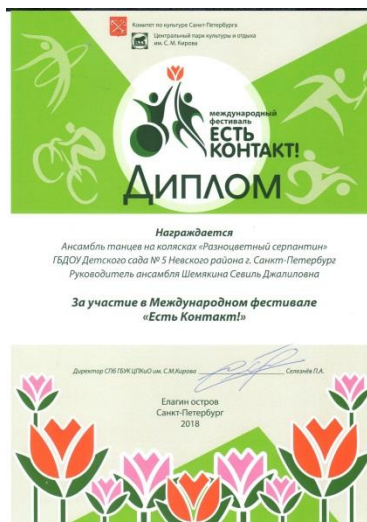 Комитет по культуре Санкт-Петербурга
Центральный парк культуры и отдыха
им. С. М. Кирова
международный
фестиваль
ЕСТЬ
КОНТАКТ!
ДИПЛОМ
Награждается
Ансамбль танцев на колясках «Разноцветный серпантин»
ГБДОУ Детского сада № 5 Невского района г. Санкт-Петербург
Руководитель ансамбля Шемякина Севиль Джалиловна
За участие в Международном фестивале
«Есть Контакт!»
Директор СПб ГБУК ЦПКиО им. С.М.Кирова Селезнёв П.А.
Елагин остров
Санкт-Петербург
2018